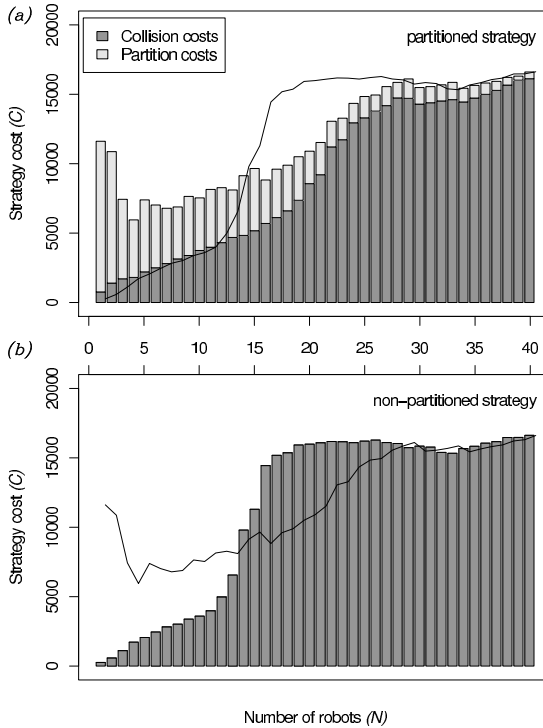 (a)
Collision costs
Partition costs
partitioned strategy
Strategy cost (C)
0 5000 10000 15000 20000
(b)
0 5 10 15 20 25 30 35 40
non−partitioned strategy
Strategy cost (C)
0 5000 10000 15000 20000
Number of robots (N)